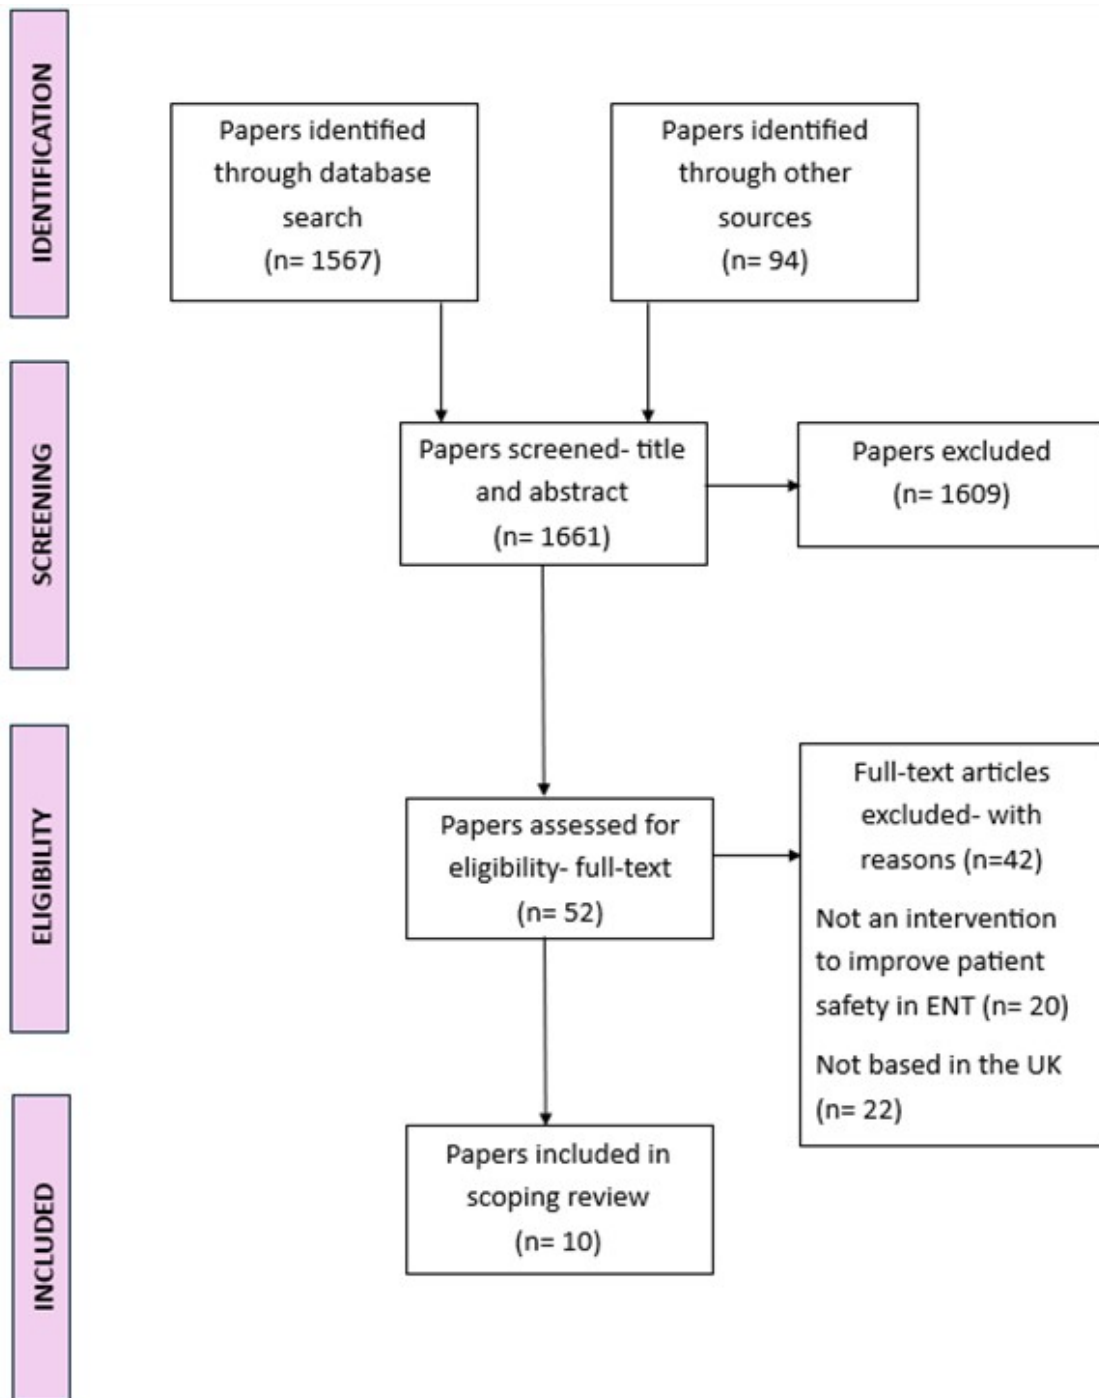 IDENTIFICATION
Papers identified
through database
search
(n= 1567)
Papers identified
through other
sources
(n= 94)
SCREENING
Papers screened- title
and abstract
(n= 1661)
Papers excluded
(n= 1609)
ELIGIBILITY
Papers assessed for
eligibility- full-text
(n= 52)
Full-text articles
excluded- with
reasons (n=42)
Not an intervention
to improve patient
safety in ENT (n= 20)
Not based in the UK
(n= 22)
INCLUDED
Papers included in
scoping review
(n= 10)